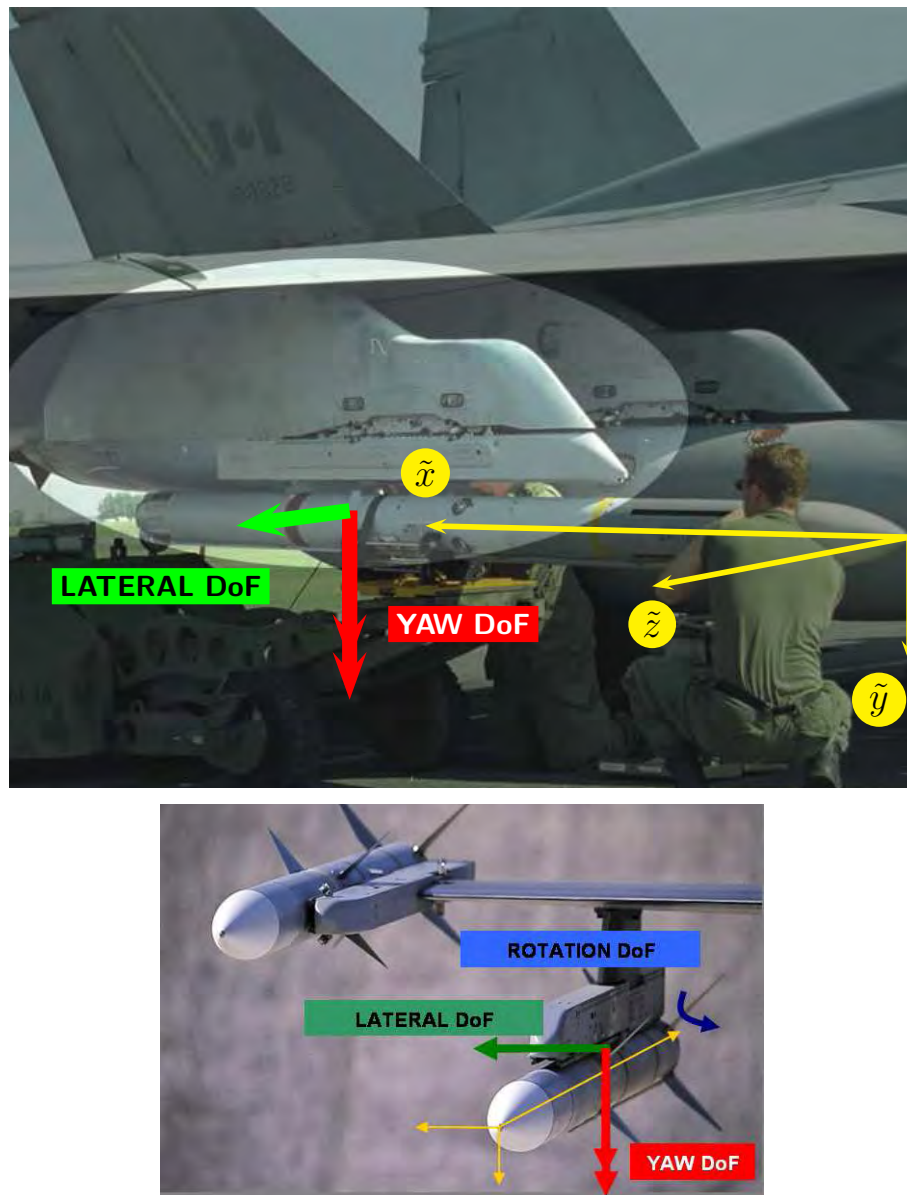 x̃
LATERAL DoF
YAW DoF
z̃
ỹ
ROTATION DoF
LATERAL DoF
YAW DoF